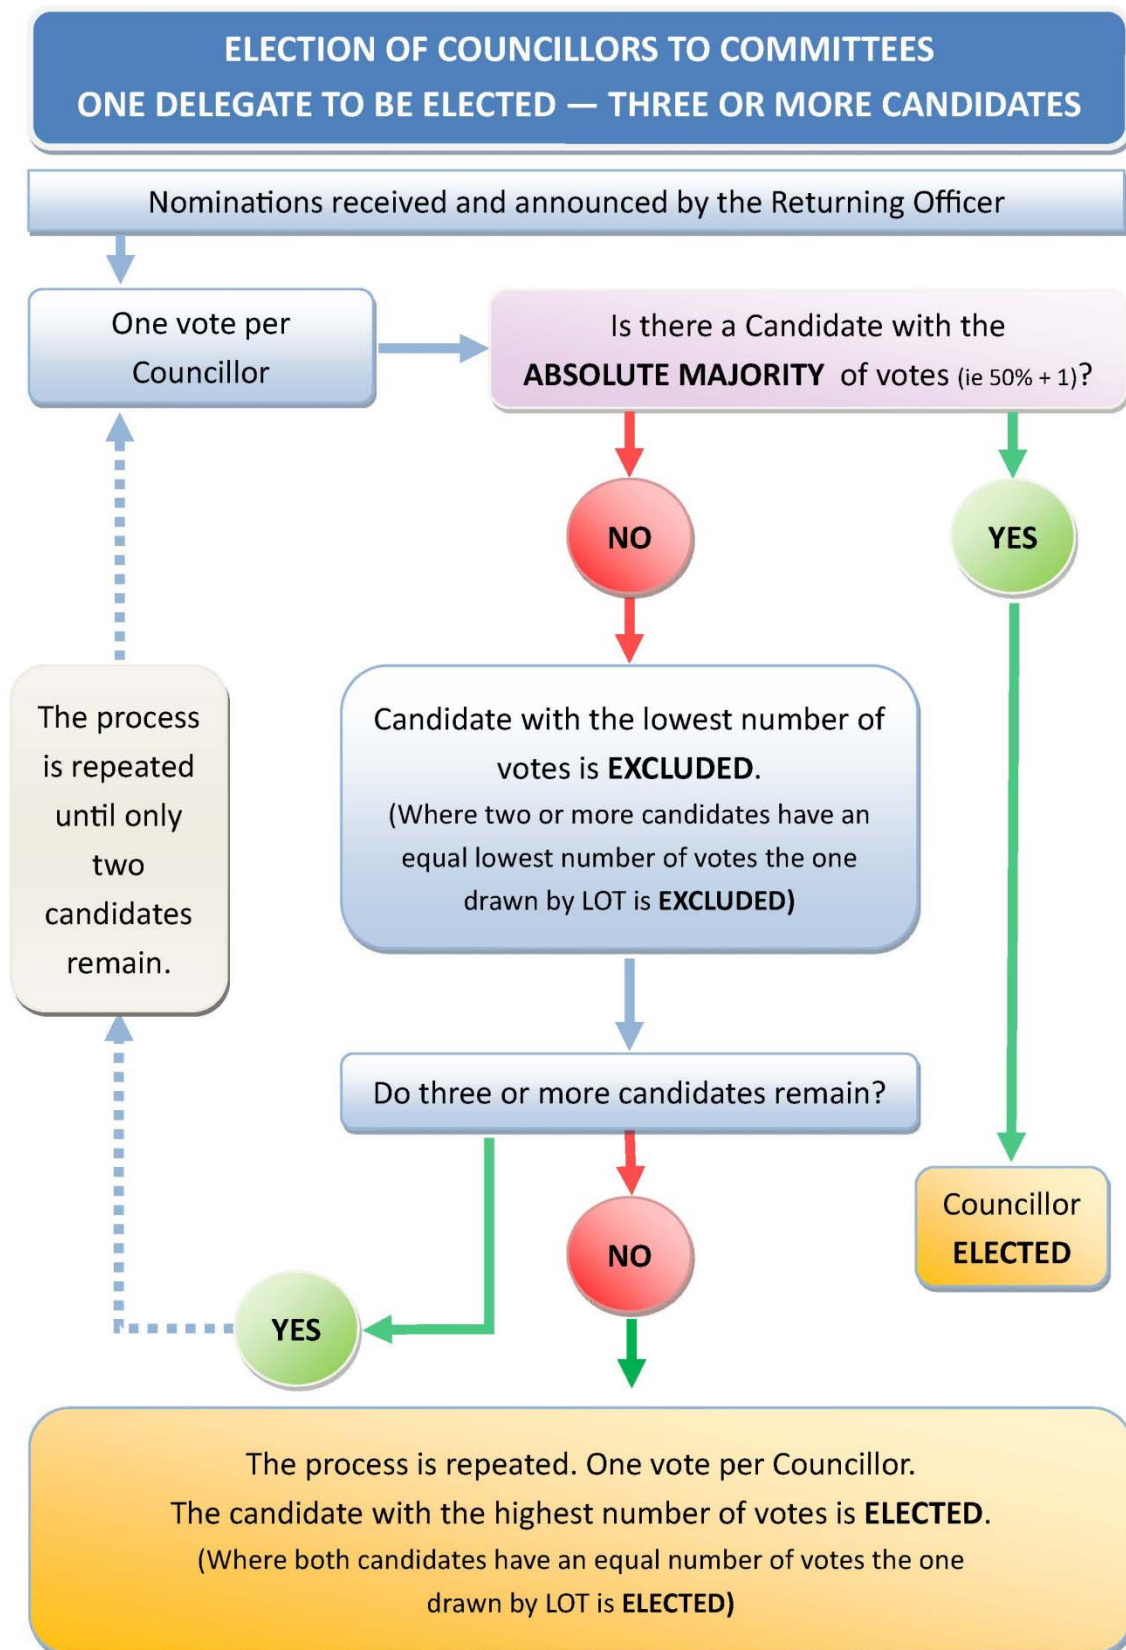 ELECTION OF COUNCILLORS TO COMMITTEES
ONE DELEGATE TO BE ELECTED — THREE OR MORE CANDIDATES
Nominations received and announced by the Returning Officer
One vote per
Councillor
Is there a Candidate with the
ABSOLUTE MAJORITY of votes (ie 50% + 1)?
NO
YES
Candidate with the lowest number of
votes is EXCLUDED.
(Where two or more candidates have an
equal lowest number of votes the one
drawn by LOT is EXCLUDED)
The process
is repeated
until only
two
candidates
remain.
Do three or more candidates remain?
Councillor
ELECTED
NO
YES
The process is repeated. One vote per Councillor.
The candidate with the highest number of votes is ELECTED.
(Where both candidates have an equal number of votes the one
drawn by LOT is ELECTED)